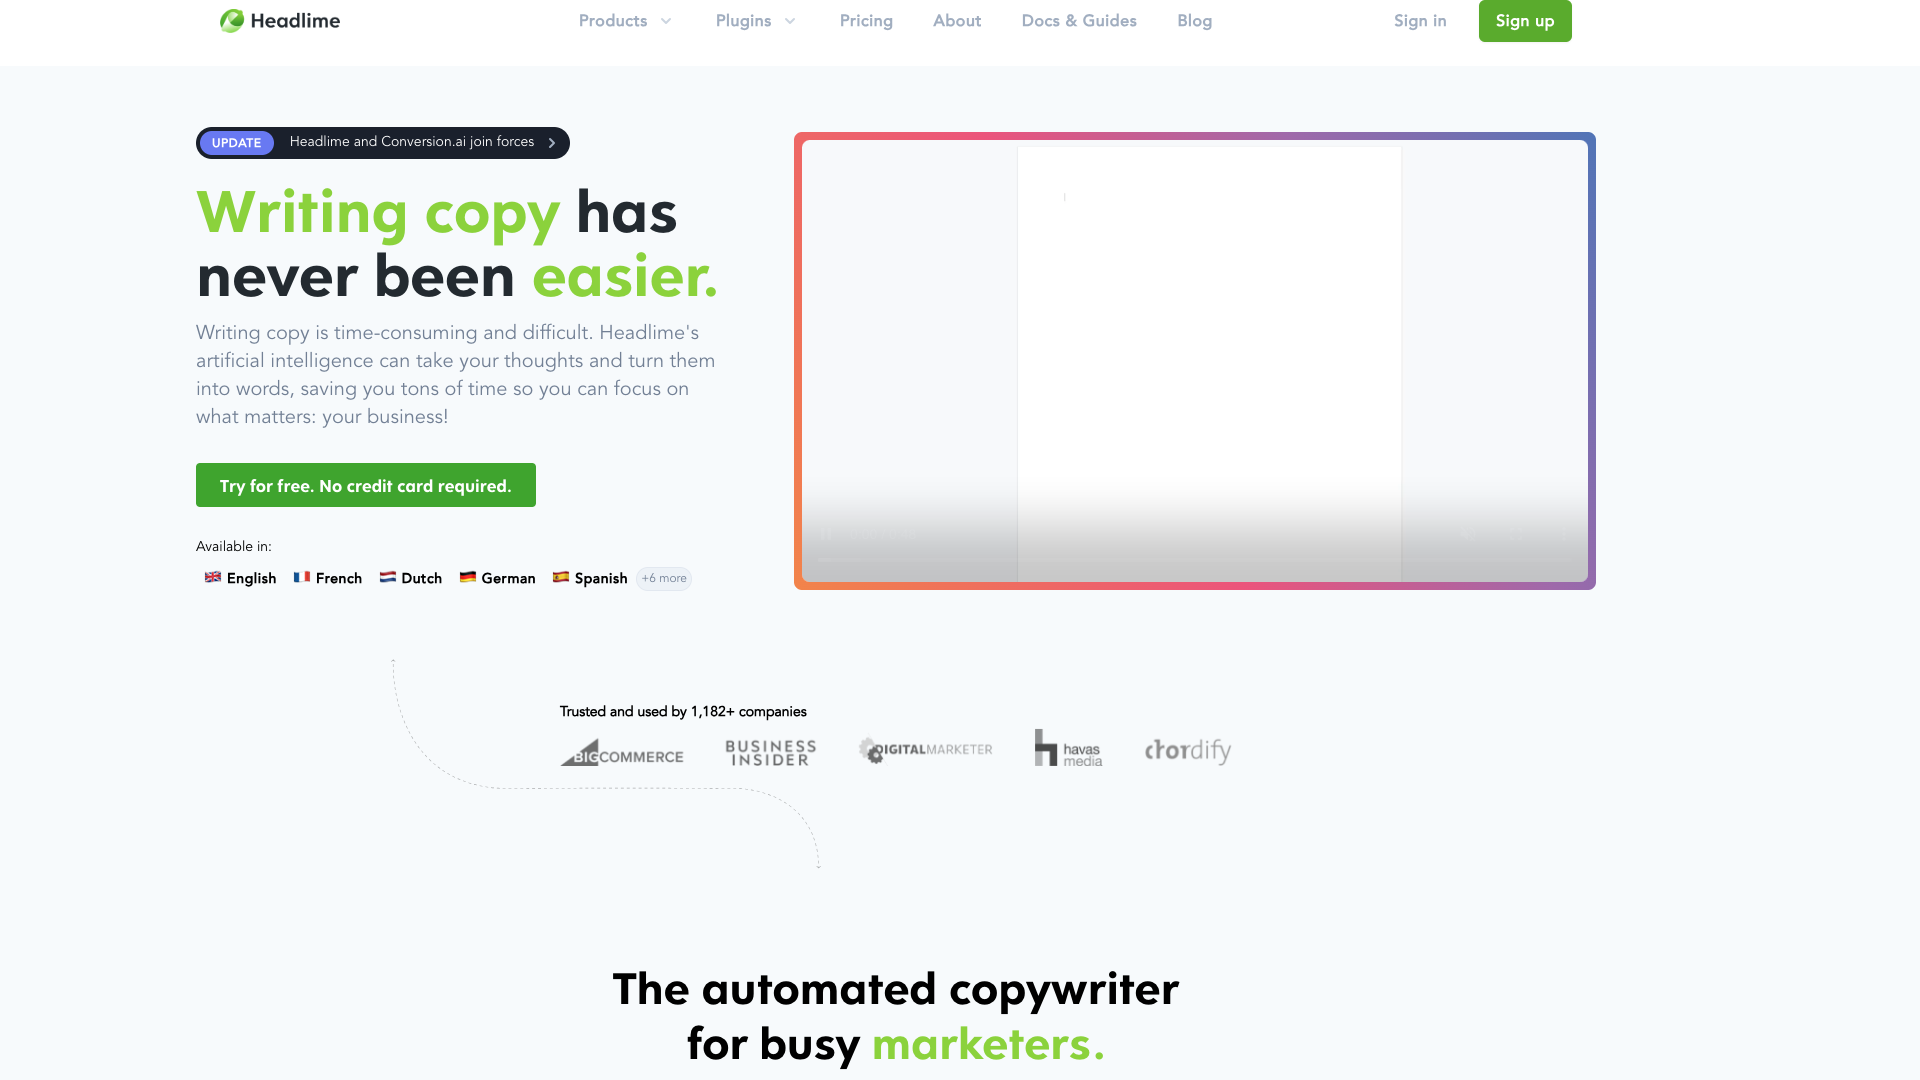 Headlime
Products
Plugins
Pricing
About
Docs & Guides
Blog
Sign in
Sign up
UPDATE Headlime and Conversion.ai join forces
Writing copy has
never been easier.
Writing copy is time-consuming and difficult. Headlime's
artificial intelligence can take your thoughts and turn them
into words, saving you tons of time so you can focus on
what matters: your business!
Try for free. No credit card required.
Available in:
English French Dutch German Spanish +6 more
Trusted and used by 1,182+ companies
BIGCOMMERCE
BUSINESS
INSIDER
DIGITALMARKETER
havas
media
chordify
The automated copywriter
for busy marketers.